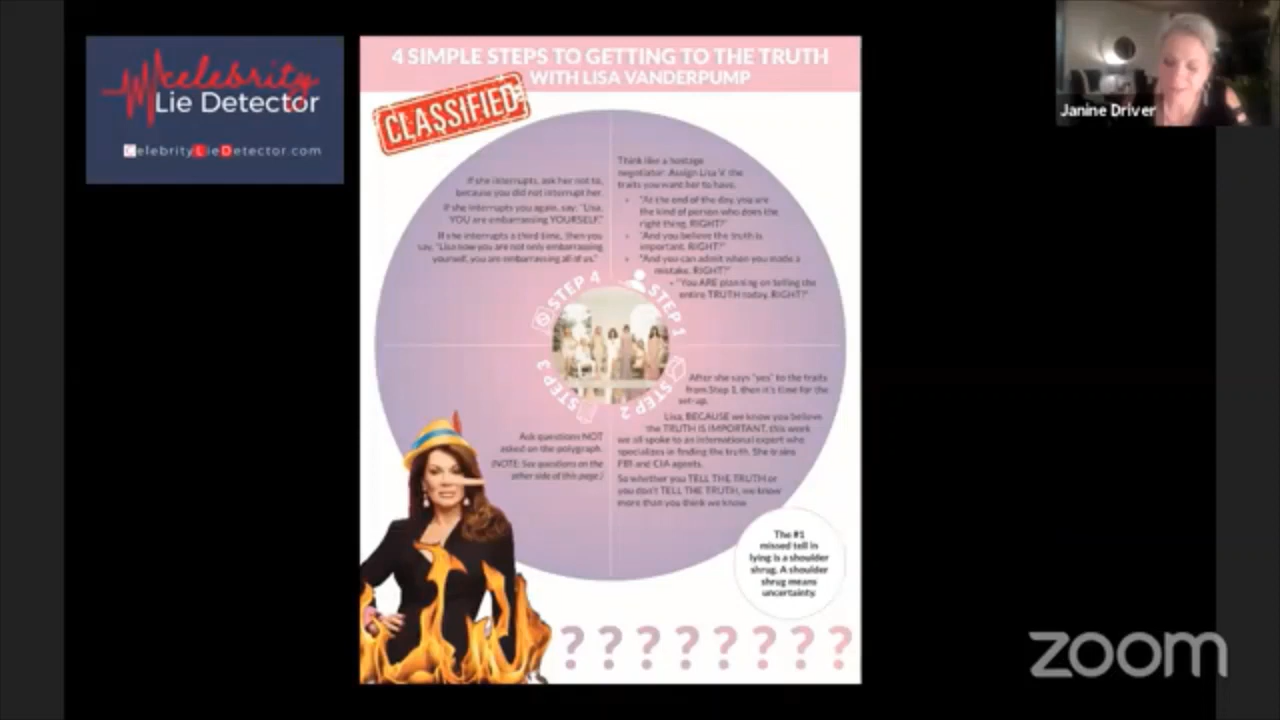 celebrity
Lie Detector
CelebrityLieDetector.com
4 SIMPLE STEPS TO GETTING TO THE TRUTH
WITH LISA VANDERPUMP
CLASSIFIED
Janine Driver
If she interrupts, ask her not to,
because you did not interrupt her.
If she interrupts you again, say, "Lisa,
YOU are embarrassing YOURSELF."
If she interrupts a third time, then you
say, "Lisa now you are not only embarrassing
yourself, you are embarrassing all of us."
Think like a hostage
negotiator: Assign Lisa V. the
traits you want her to have.
"At the end of the day, you are
the kind of person who does the
right thing, RIGHT?"
"And you believe the truth is
important, RIGHT?"
"And you can admit when you made a
mistake, RIGHT?"
"You ARE planning on telling the
entire TRUTH today, RIGHT?"
STEP 4
STEP 1
STEP 3
STEP 2
After she says "yes" to the traits
from Step 1, then it's time for the
set-up.
Lisa, BECAUSE we know you believe
the TRUTH IS IMPORTANT, this week
we all spoke to an international expert who
specializes in finding the truth. She trains
FBI and CIA agents.
So whether you TELL THE TRUTH or
you don't TELL THE TRUTH, we know
more than you think we know
Ask questions NOT
asked on the polygraph.
(NOTE: See questions on the
other side of this page.)
The #1
missed tell in
lying is a shoulder
shrug. A shoulder
shrug means
uncertainty.
? ? ? ? ? ? ? ?
zoom